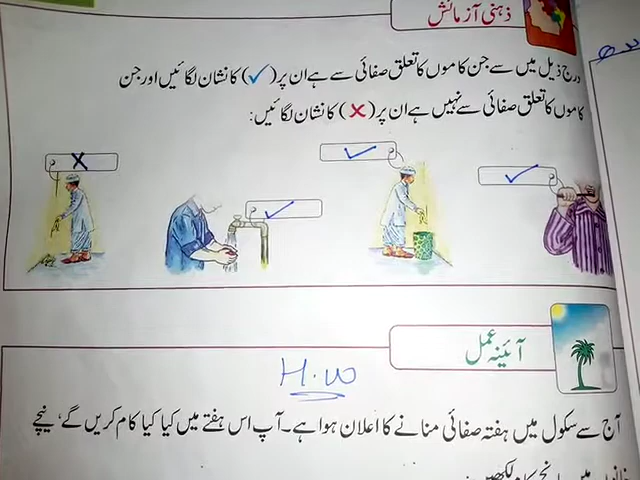 ذہنی آزمائش
درج ذیل میں سے جن کاموں کا تعلق صفائی سے ہے ان پر (✓) کا نشان لگائیں اور جن
کاموں کا تعلق صفائی سے نہیں ہے ان پر (✗) کا نشان لگائیں:
✓ ✓ ✓ ✗
آئینہ عمل
H.W
آج سے سکول میں ہفتہ صفائی منانے کا اعلان ہوا ہے۔ آپ اس ہفتے میں کیا کیا کام کریں گے، نیچے
میں